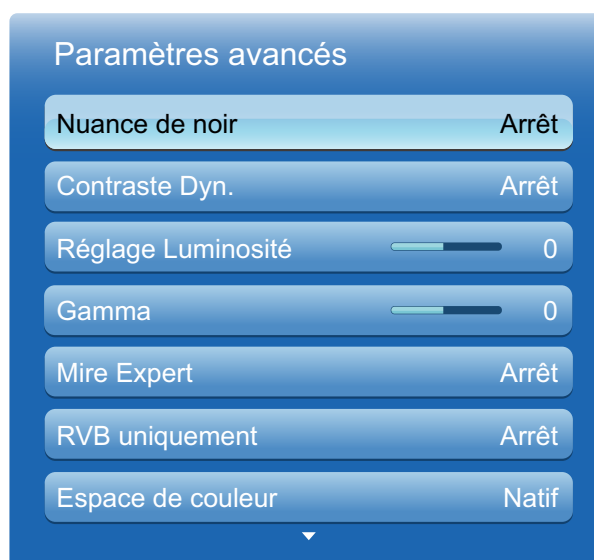 Paramètres avancés
Nuance de noir Arrêt
Contraste Dyn. Arrêt
Réglage Luminosité 0
Gamma 0
Mire Expert Arrêt
RVB uniquement Arrêt
Espace de couleur Natif